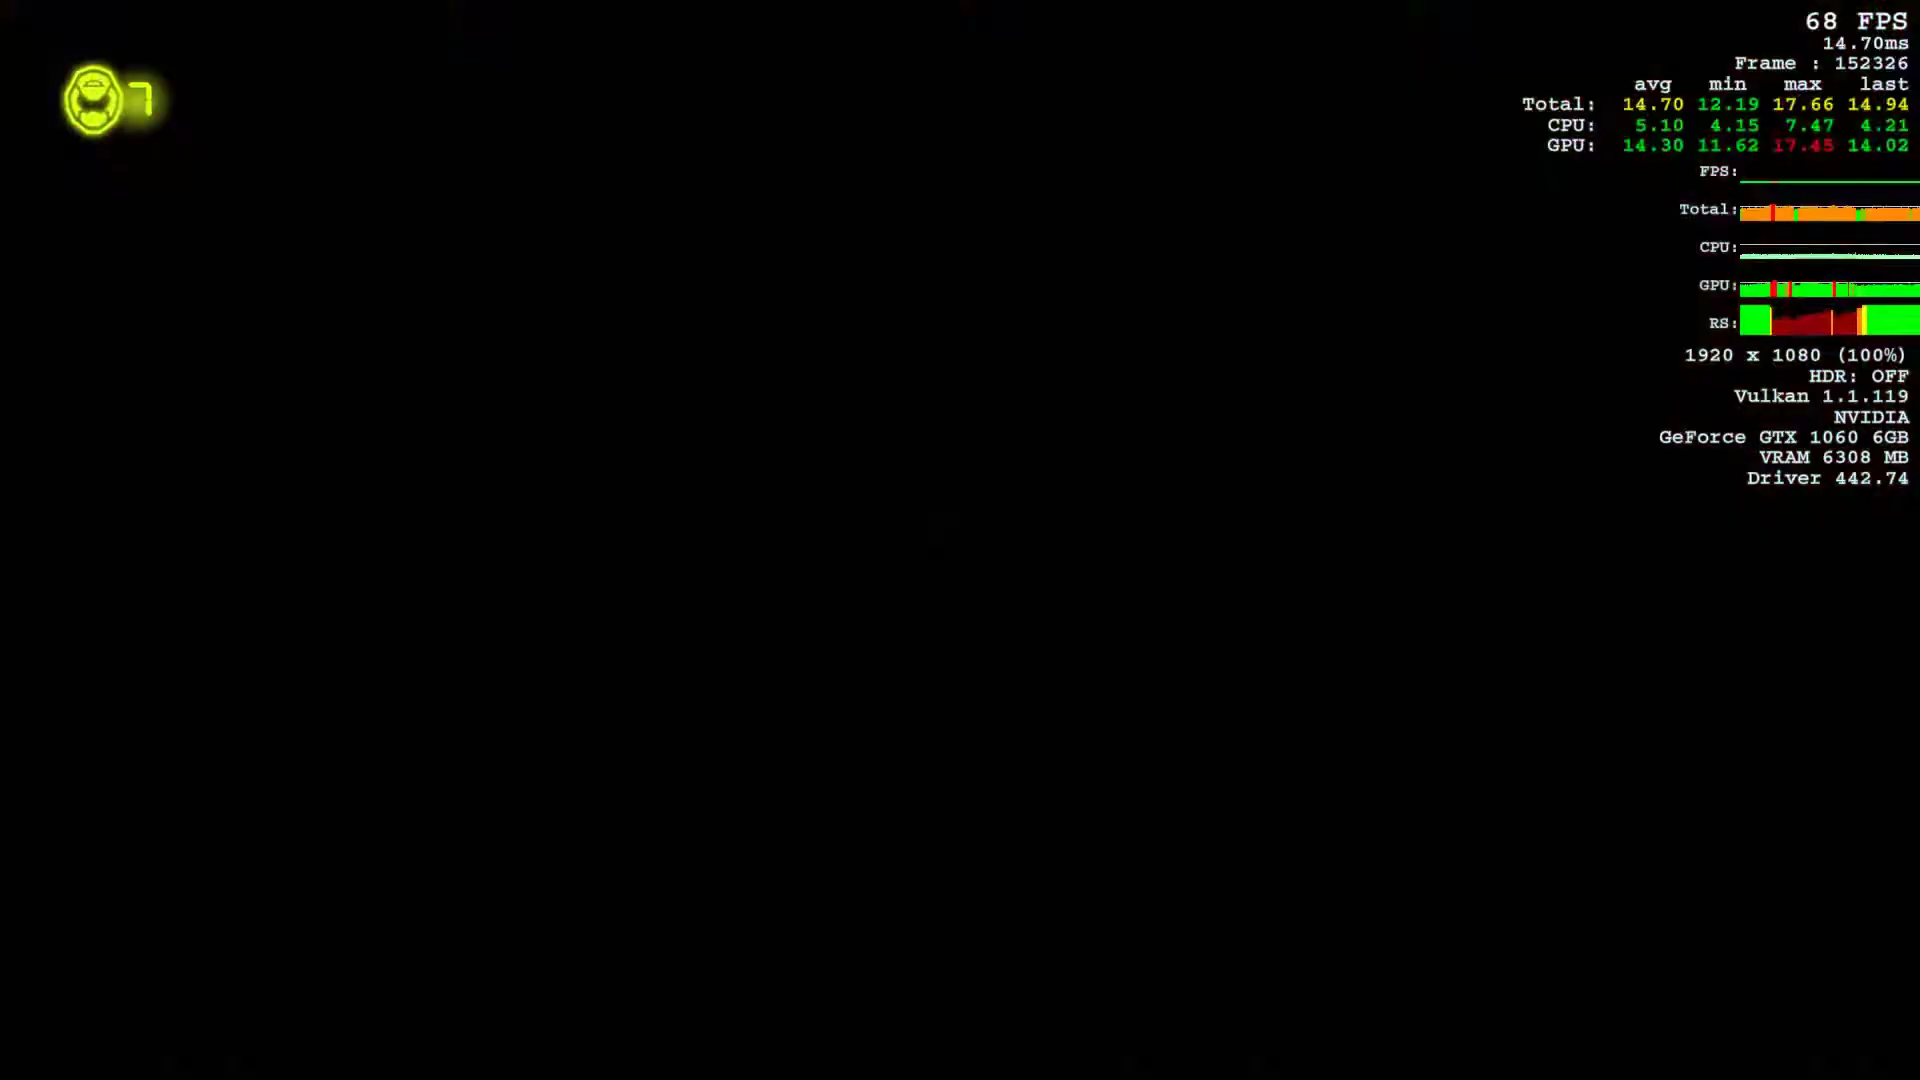 7
68 FPS
14.70ms
Frame : 152326
avg min max last
Total: 14.70 12.19 17.66 14.94
CPU: 5.10 4.15 7.47 4.21
GPU: 14.30 11.62 17.45 14.02
FPS:
Total:
CPU:
GPU:
RS:
1920 x 1080 (100%)
HDR: OFF
Vulkan 1.1.119
NVIDIA
GeForce GTX 1060 6GB
VRAM 6308 MB
Driver 442.74